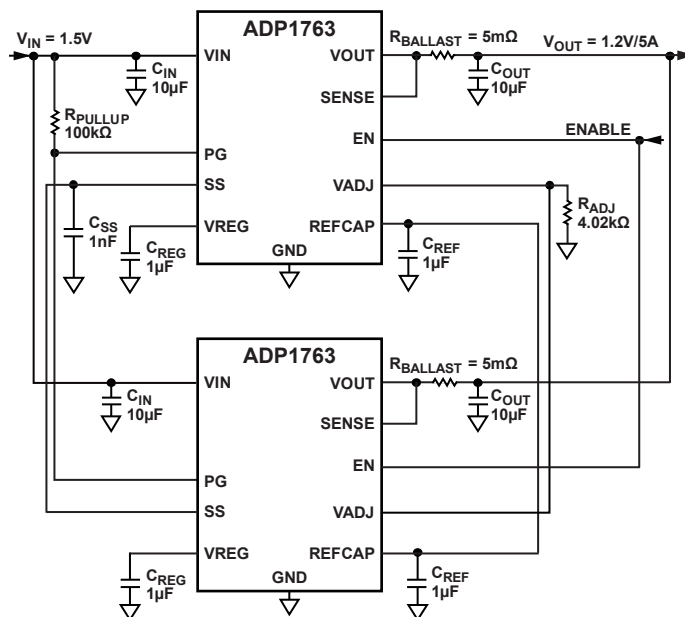 ADP1763
V_IN = 1.5V
VIN
C_IN
10µF
R_PULLUP
100kΩ
PG
SS
C_SS
1nF
VREG
C_REG
1µF
GND
VOUT
R_BALLAST = 5mΩ
V_OUT = 1.2V/5A
C_OUT
10µF
SENSE
EN
ENABLE
VADJ
R_ADJ
4.02kΩ
REFCAP
C_REF
1µF
ADP1763
VIN
C_IN
10µF
PG
SS
VREG
C_REG
1µF
GND
VOUT
R_BALLAST = 5mΩ
C_OUT
10µF
SENSE
EN
VADJ
REFCAP
C_REF
1µF